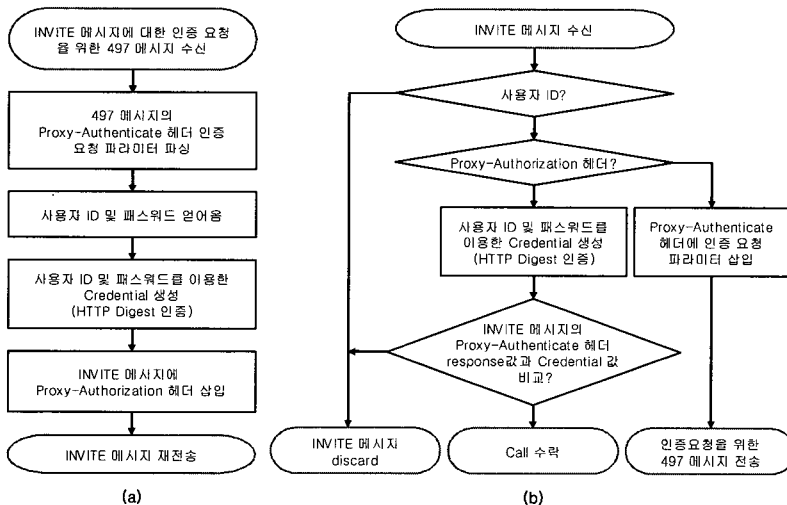 INVITE 메시지에 대한 인증 요청
을 위한 497 메시지 수신
497 메시지의
Proxy-Authenticate 헤더 인증
요청 파라미터 파싱
사용자 ID 및 패스워드 얻어옴
사용자 ID 및 패스워드를 이용한
Credential 생성
(HTTP Digest 인증)
INVITE 메시지에
Proxy-Authorization 헤더 삽입
INVITE 메시지 재전송
(a)
INVITE 메시지 수신
사용자 ID?
Proxy-Authorization 헤더?
사용자 ID 및 패스워드를
이용한 Credential 생성
(HTTP Digest 인증)
Proxy-Authenticate
헤더에 인증 요청
파라미터 삽입
INVITE 메시지의
Proxy-Authenticate 헤더
response값과 Credential 값
비교?
INVITE 메시지
discard
Call 수락
인증요청을 위한
497 메시지 전송
(b)